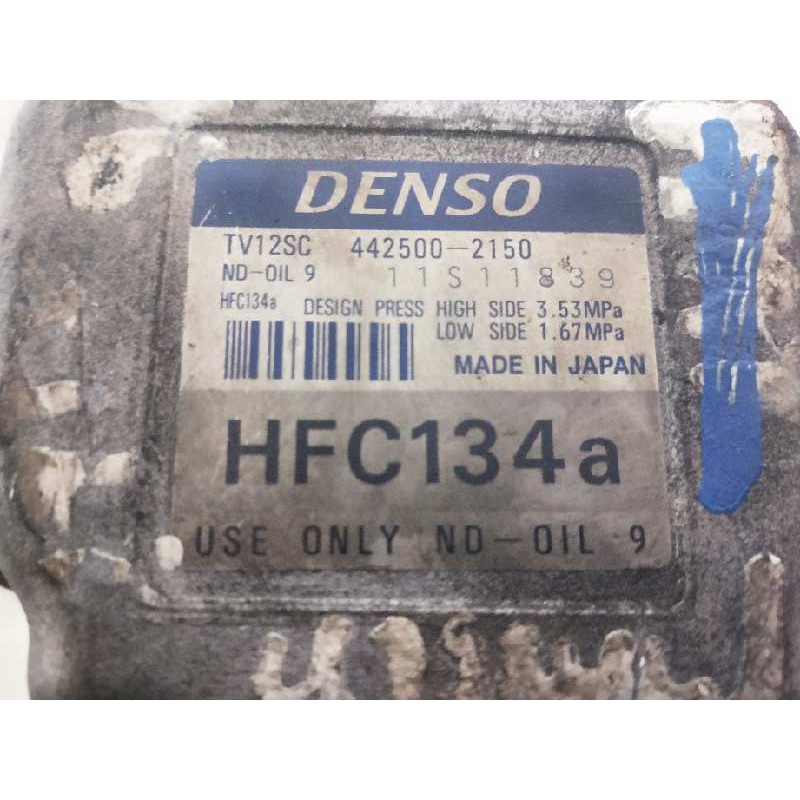 DENSO
TV12SC 442500-2150
ND-OIL 9 11S11839
HFC134a DESIGN PRESS HIGH SIDE 3.53MPa
LOW SIDE 1.67MPa
MADE IN JAPAN
HFC134a
USE ONLY ND-OIL 9